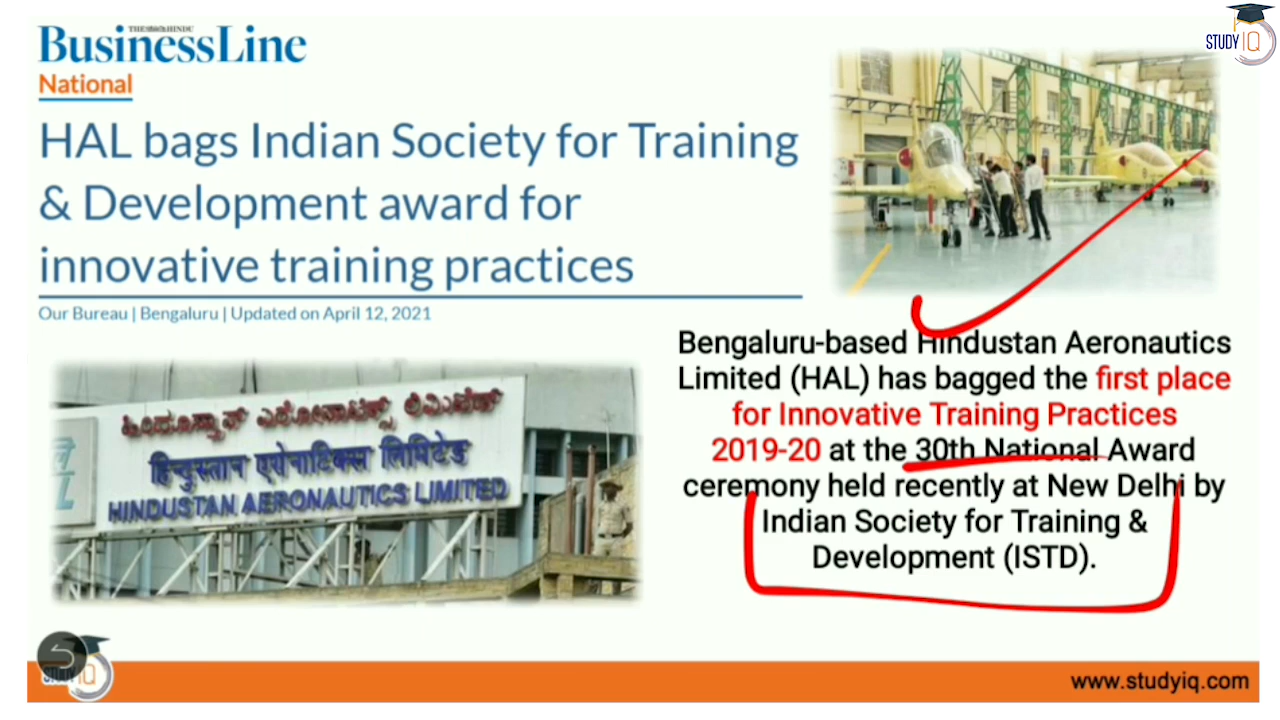 THE HINDU
BusinessLine
National
HAL bags Indian Society for Training
& Development award for
innovative training practices
Our Bureau | Bengaluru | Updated on April 12, 2021
STUDY IQ
ಹಿಂದೂಸ್ಥಾನ್ ಏರೋನಾಟಿಕ್ಸ್ ಲಿಮಿಟೆಡ್
हिन्दुस्तान एरोनाटिक्स लिमिटेड
HINDUSTAN AERONAUTICS LIMITED
Bengaluru-based Hindustan Aeronautics
Limited (HAL) has bagged the first place
for Innovative Training Practices
2019-20 at the 30th National Award
ceremony held recently at New Delhi by
Indian Society for Training &
Development (ISTD).
STUDY IQ
www.studyiq.com